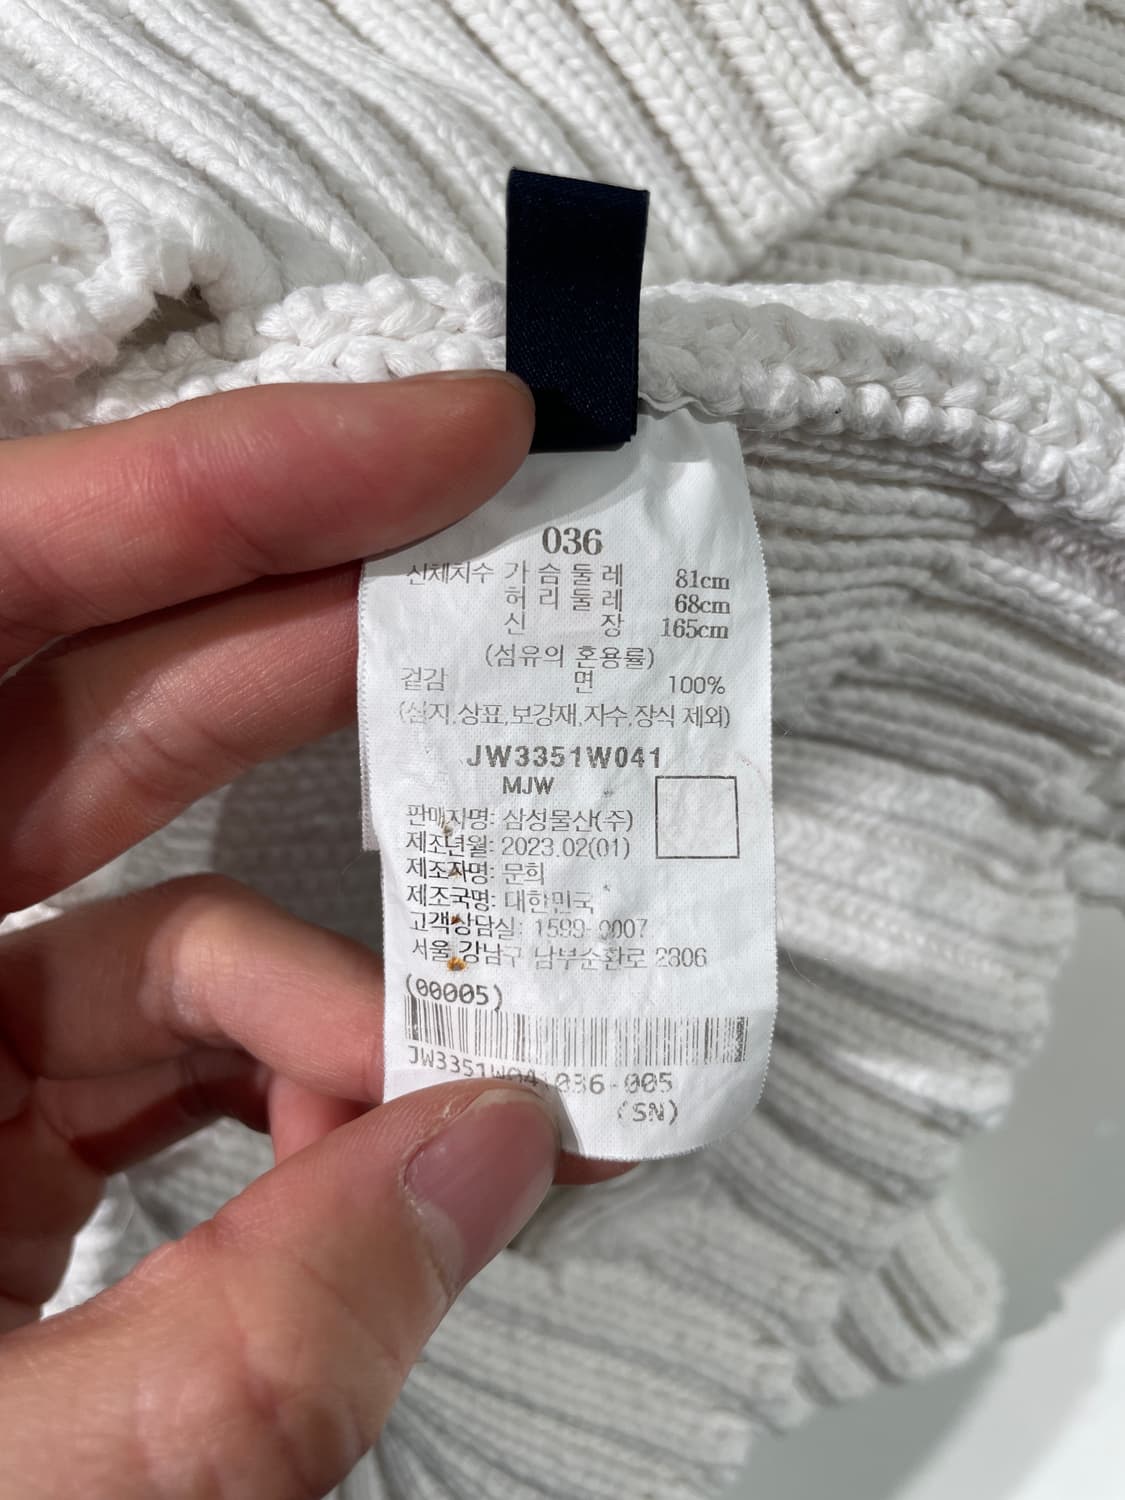 036
신체치수 가 슴 둘 레 81cm
허 리 둘 레 68cm
신 장 165cm
(섬유의 혼용률)
겉감 면 100%
(심지,상표,보강재,자수,장식 제외)
JW3351W041
MJW
판매자명: 삼성물산(주)
제조년월: 2023.02(01)
제조자명: 문희
제조국명: 대한민국
고객상담실: 1599-0007
서울 강남구 남부순환로 2806
(00005)
JW3351W041036-005
(SN)